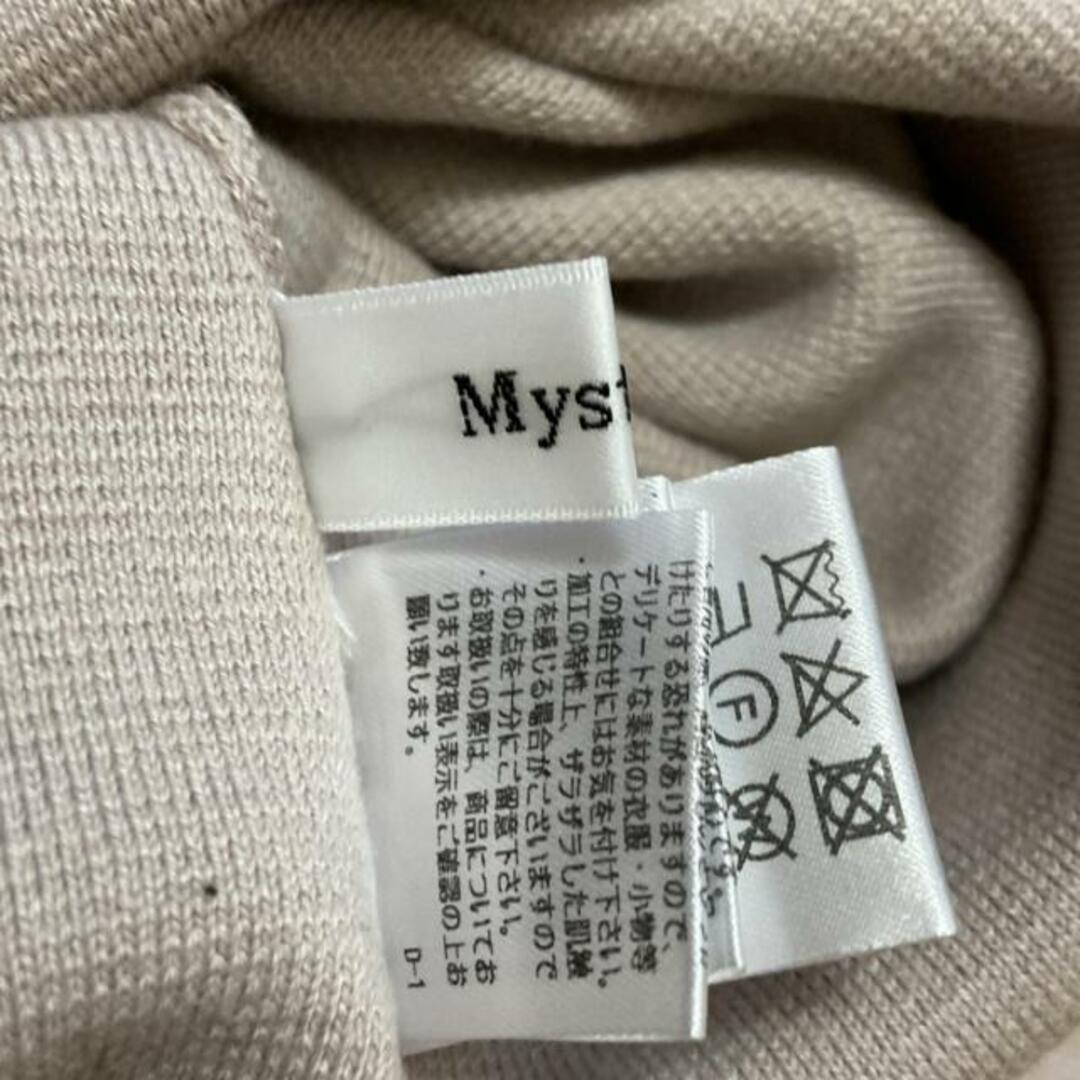 Myst
けたりする恐れがありますので、
デリケートな素材の衣服・小物等
との組合せにはお気を付け下さい。
・加工の特性上、ザラザラした肌触
りを感じる場合がございますので
その点を十分にご留意下さい。
・お取扱いの際は、商品についてお
ります取扱い表示をご確認の上お
願い致します。
D-1
F
W